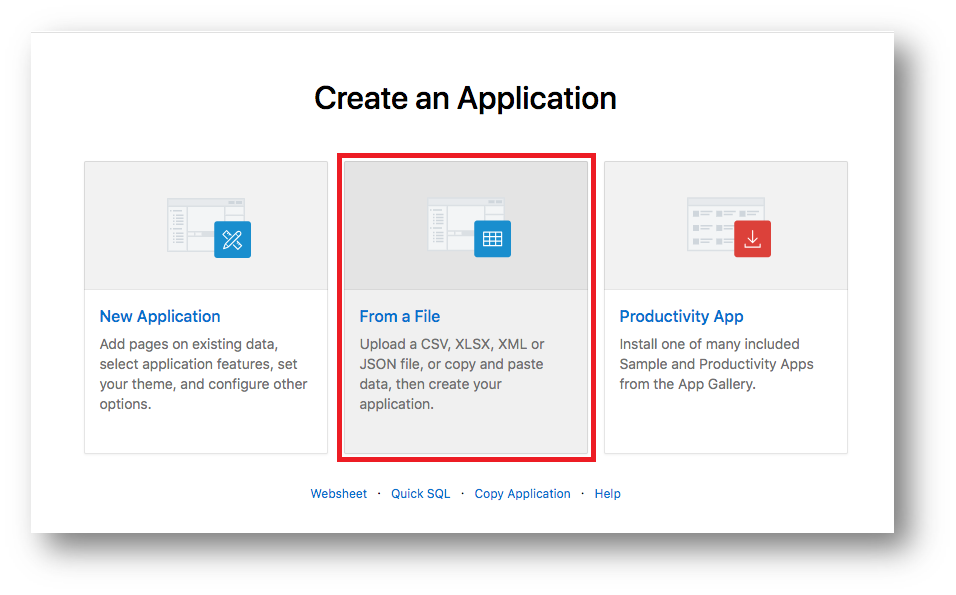 Create an Application
New Application
Add pages on existing data,
select application features, set
your theme, and configure other
options.
From a File
Upload a CSV, XLSX, XML or
JSON file, or copy and paste
data, then create your
application.
Productivity App
Install one of many included
Sample and Productivity Apps
from the App Gallery.
Websheet · Quick SQL · Copy Application · Help